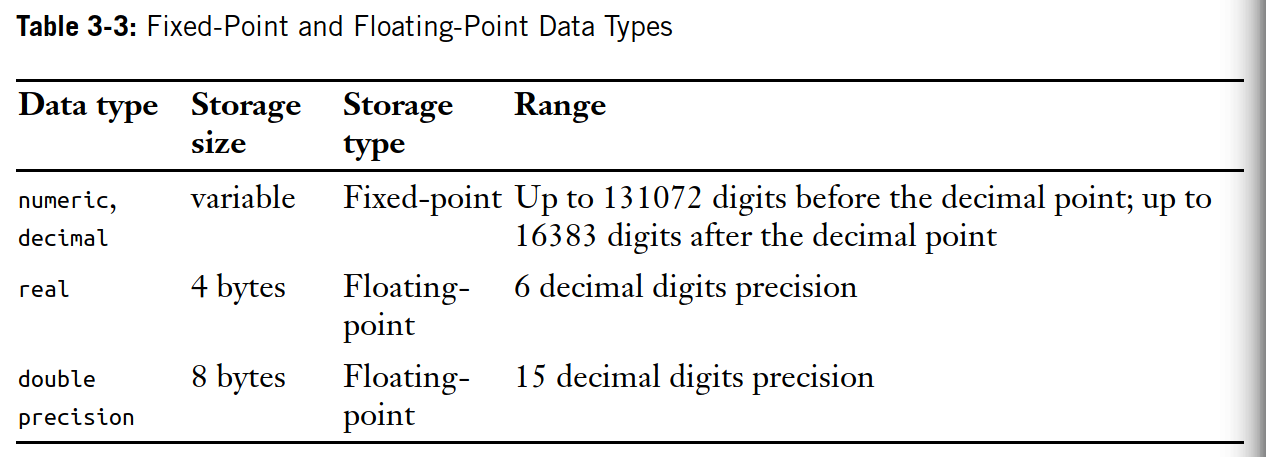 Table 3-3: Fixed-Point and Floating-Point Data Types
Data type Storage size Storage type Range
numeric, decimal variable Fixed-point Up to 131072 digits before the decimal point; up to 16383 digits after the decimal point
real 4 bytes Floating-point 6 decimal digits precision
double precision 8 bytes Floating-point 15 decimal digits precision